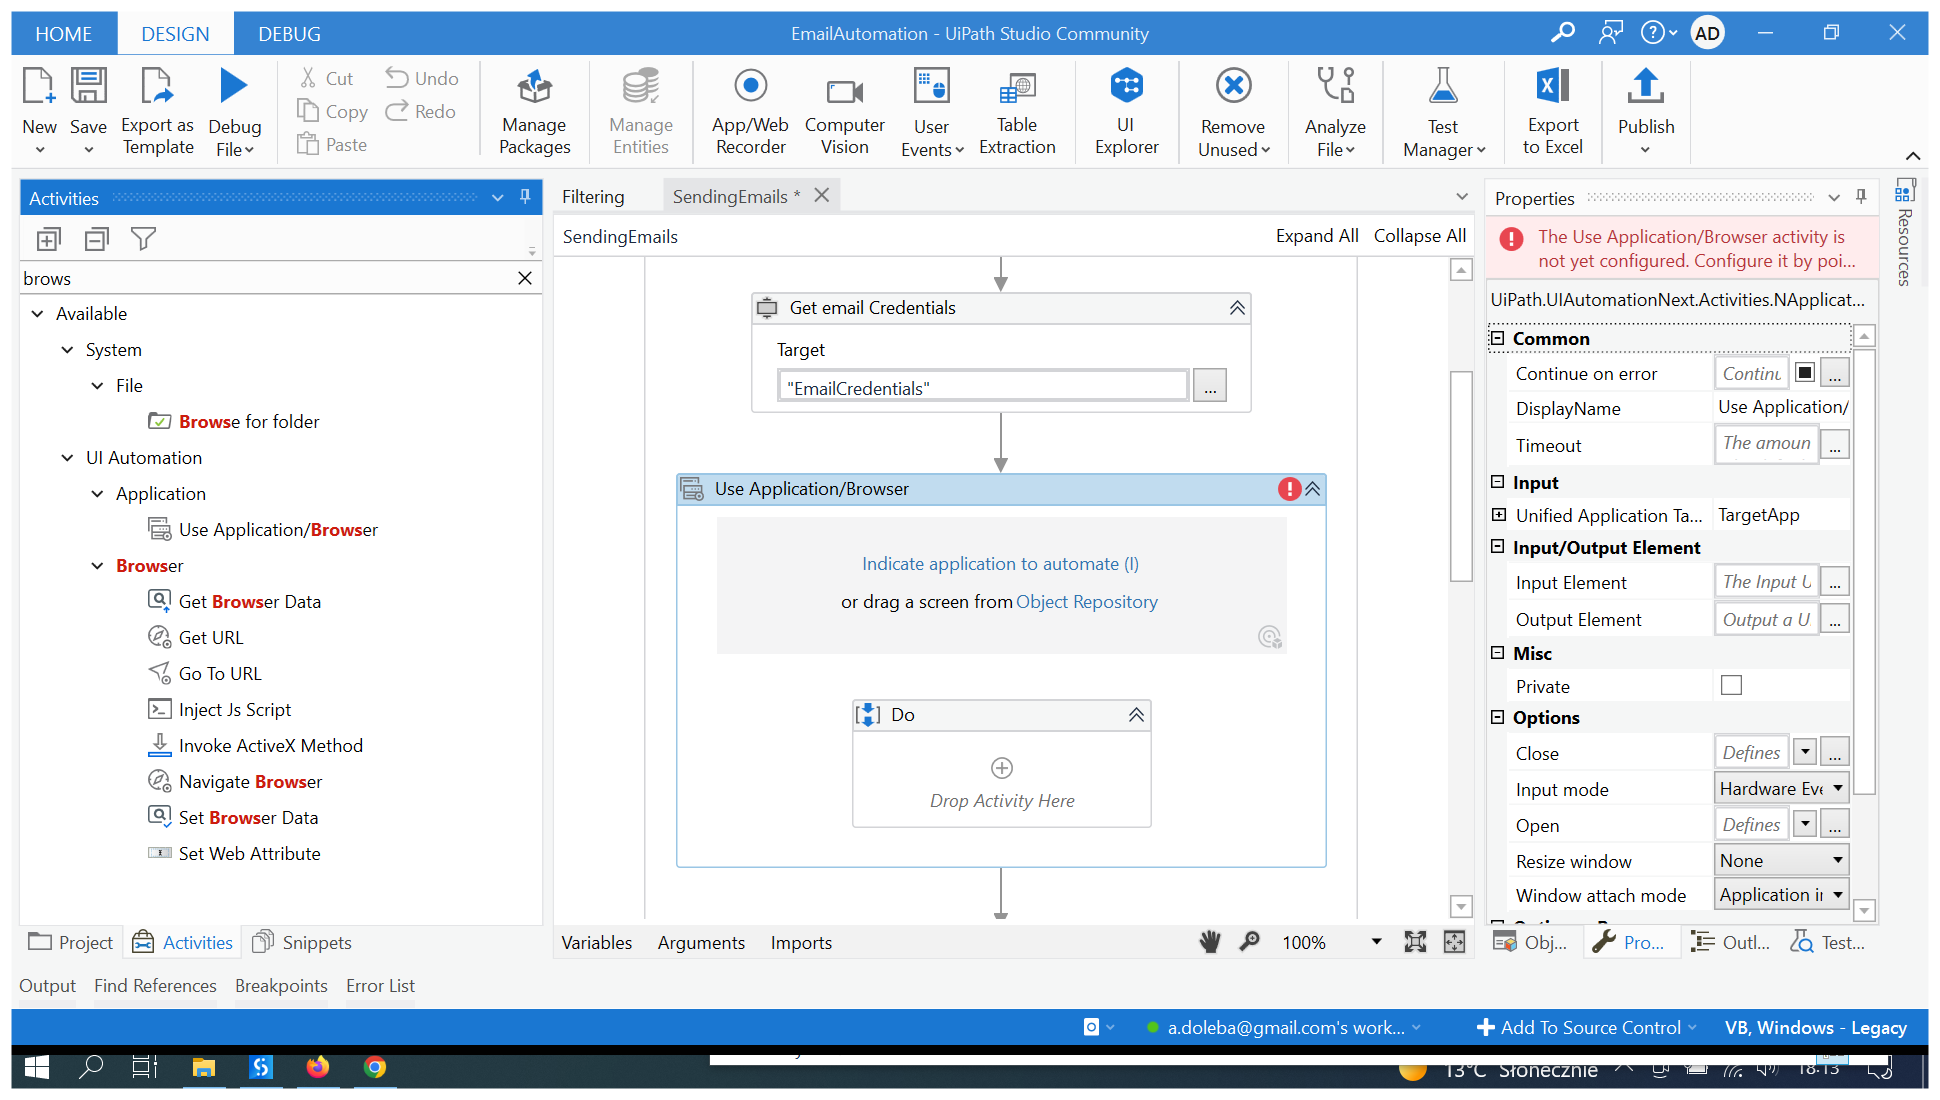 HOME DESIGN DEBUG EmailAutomation - UiPath Studio Community AD
New Save Export as Template Debug File
Cut Copy Paste Undo Redo
Manage Packages
Manage Entities
App/Web Recorder
Computer Vision
User Events
Table Extraction
UI Explorer
Remove Unused
Analyze File
Test Manager
Export to Excel
Publish
Activities
brows
Available
System
File
Browse for folder
UI Automation
Application
Use Application/Browser
Browser
Get Browser Data
Get URL
Go To URL
Inject Js Script
Invoke ActiveX Method
Navigate Browser
Set Browser Data
Set Web Attribute
Project Activities Snippets
Filtering SendingEmails *
SendingEmails Expand All Collapse All
Get email Credentials
Target
"EmailCredentials" ...
Use Application/Browser
Indicate application to automate (I)
or drag a screen from Object Repository
Do
Drop Activity Here
Variables Arguments Imports 100%
Properties
The Use Application/Browser activity is
not yet configured. Configure it by poi...
UiPath.UIAutomationNext.Activities.NApplicat...
Common
Continue on error Continu ...
DisplayName Use Application/
Timeout The amoun ...
Input
Unified Application Ta... TargetApp
Input/Output Element
Input Element The Input U ...
Output Element Output a U ...
Misc
Private
Options
Close Defines ...
Input mode Hardware Eve
Open Defines ...
Resize window None
Window attach mode Application in
Obj... Pro... Outl... Test...
Resources
Output Find References Breakpoints Error List
a.doleba@gmail.com's work... Add To Source Control VB, Windows - Legacy
13°C Słonecznie 18:13